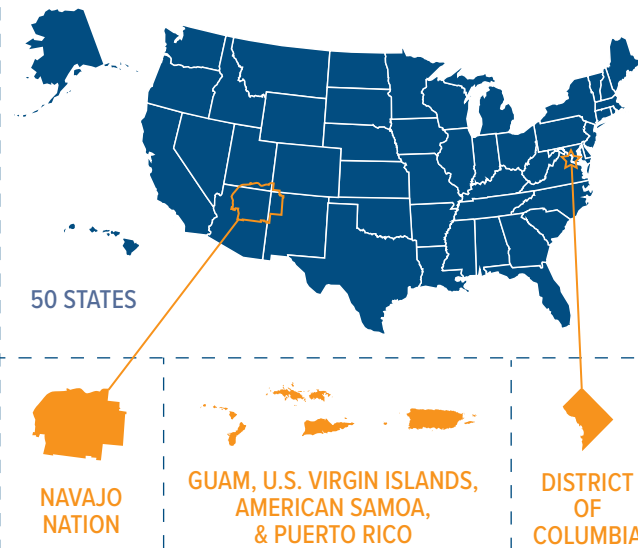 50 STATES
NAVAJO
NATION
GUAM, U.S. VIRGIN ISLANDS,
AMERICAN SAMOA,
& PUERTO RICO
DISTRICT
OF
COLUMBIA